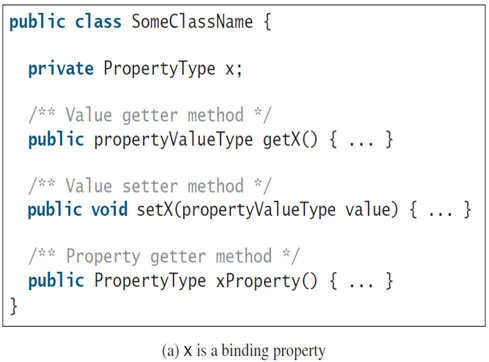 public class SomeClassName {
private PropertyType x;
/** Value getter method */
public propertyValueType getX() { ... }
/** Value setter method */
public void setX(propertyValueType value) { ... }
/** Property getter method */
public PropertyType xProperty() { ... }
}
(a) x is a binding property